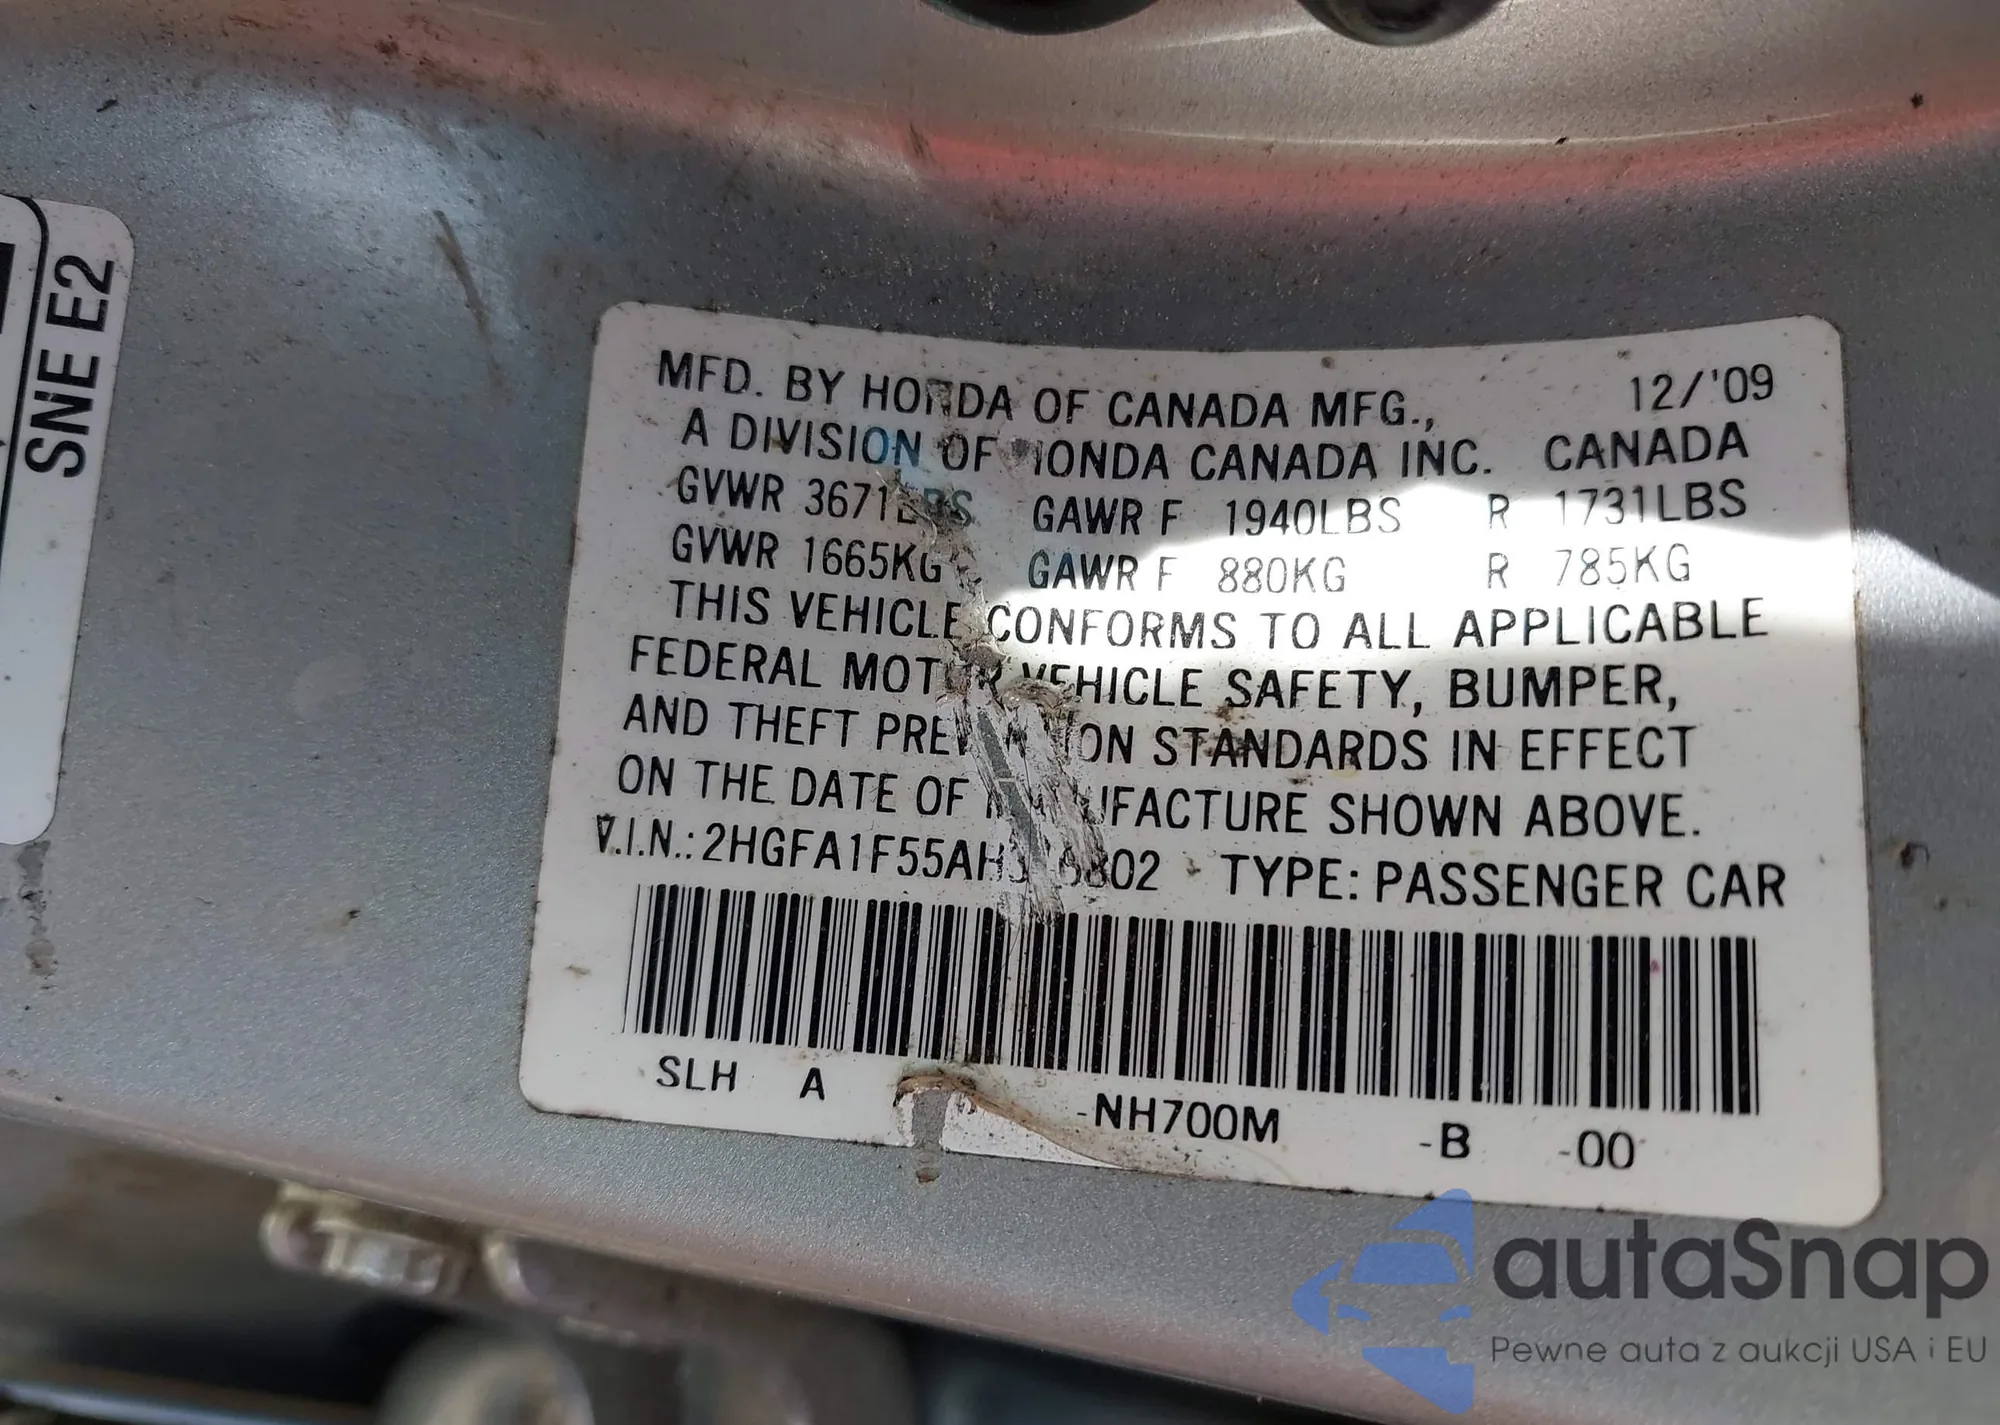 SNE E2
MFD. BY HONDA OF CANADA MFG., 12/'09
A DIVISION OF HONDA CANADA INC. CANADA
GVWR 3671LBS GAWR F 1940LBS R 1731LBS
GVWR 1665KG GAWR F 880KG R 785KG
THIS VEHICLE CONFORMS TO ALL APPLICABLE
FEDERAL MOTOR VEHICLE SAFETY, BUMPER,
AND THEFT PREVENTION STANDARDS IN EFFECT
ON THE DATE OF MANUFACTURE SHOWN ABOVE.
V.I.N.: TYPE: PASSENGER CAR
SLH A -NH700M -B -00
autaSnap
Pewne auta z aukcji USA i EU